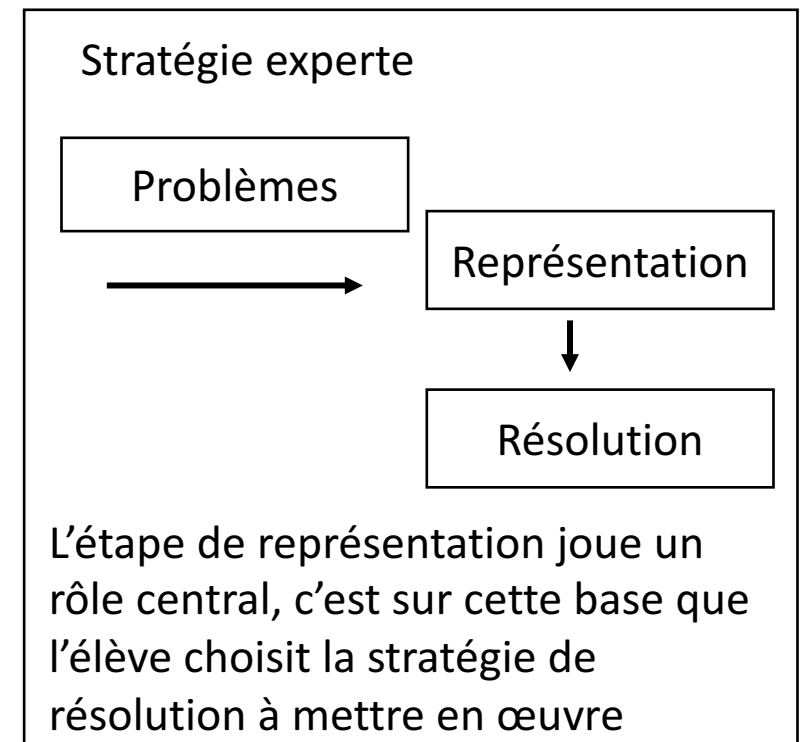 Stratégie experte
Problèmes
Représentation
Résolution
L’étape de représentation joue un
rôle central, c’est sur cette base que
l’élève choisit la stratégie de
résolution à mettre en œuvre